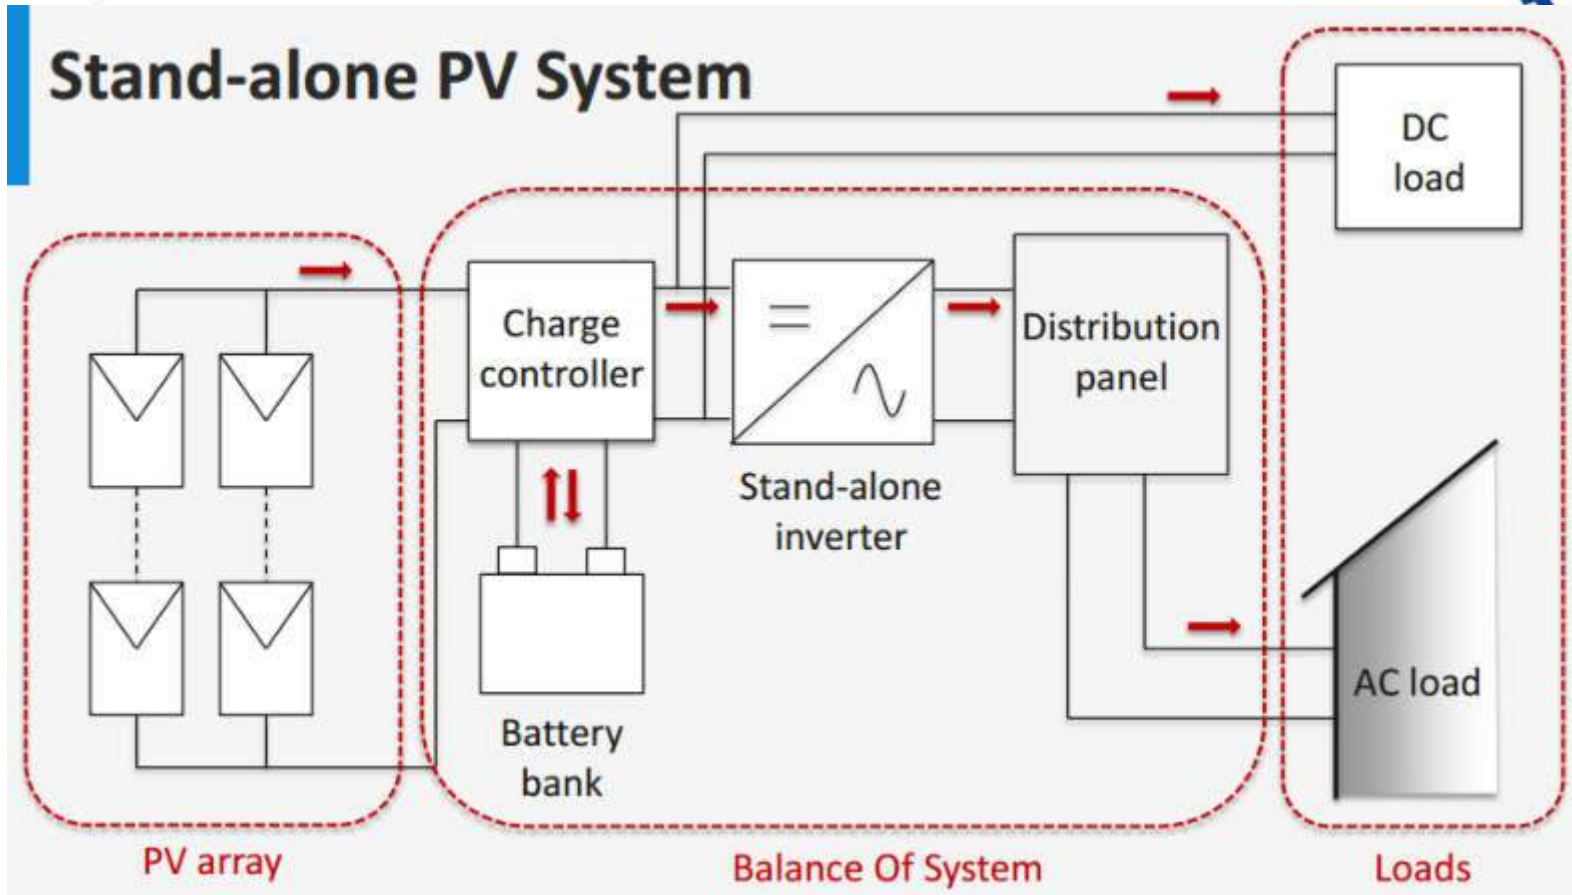 Stand-alone PV System
DC
load
Charge
controller
Distribution
panel
Stand-alone
inverter
AC load
Battery
bank
PV array
Balance Of System
Loads